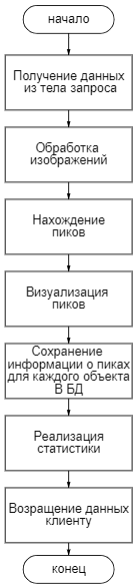 начало
Получение данных
из тела запроса
Обработка
изображений
Нахождение
пиков
Визуализация
пиков
Сохранение
информации о пиках
для каждого объекта
В БД
Реализация
статистики
Возращение данных
клиенту
конец